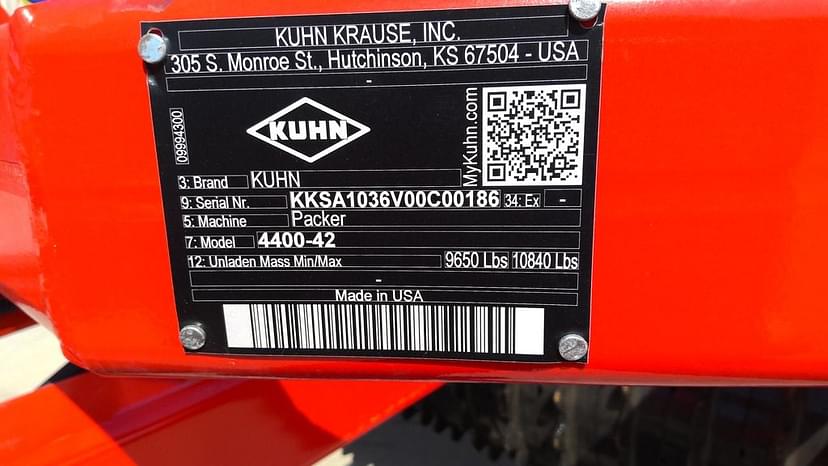 KUHN KRAUSE, INC.
305 S. Monroe St., Hutchinson, KS 67504 - USA
-
09994300
KUHN
MyKuhn.com
3: Brand KUHN
9: Serial Nr. KKSA1036V00C00186 34: Ex -
5: Machine Packer
7: Model 4400-42
12: Unladen Mass Min/Max 9650 Lbs 10840 Lbs
-
Made in USA